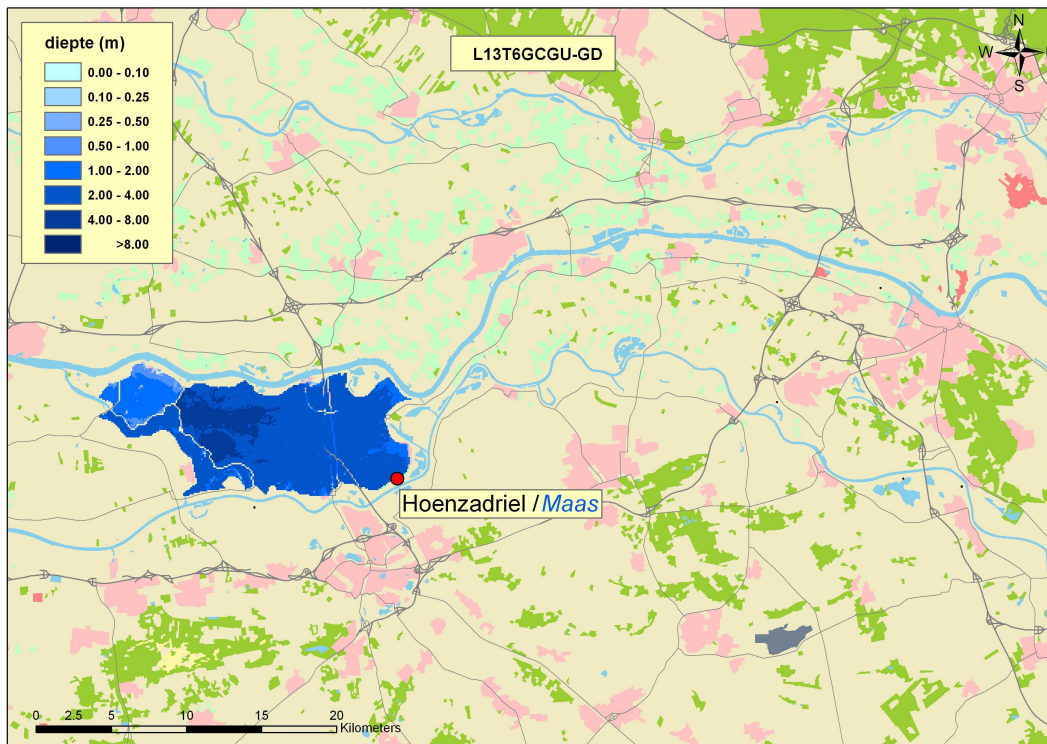 diepte (m)
0.00 - 0.10
0.10 - 0.25
0.25 - 0.50
0.50 - 1.00
1.00 - 2.00
2.00 - 4.00
4.00 - 8.00
>8.00
L13T6GCGU-GD
N
W E
S
Hoenzadriel / Maas
0 2.5 5 10 15 20
Kilometers